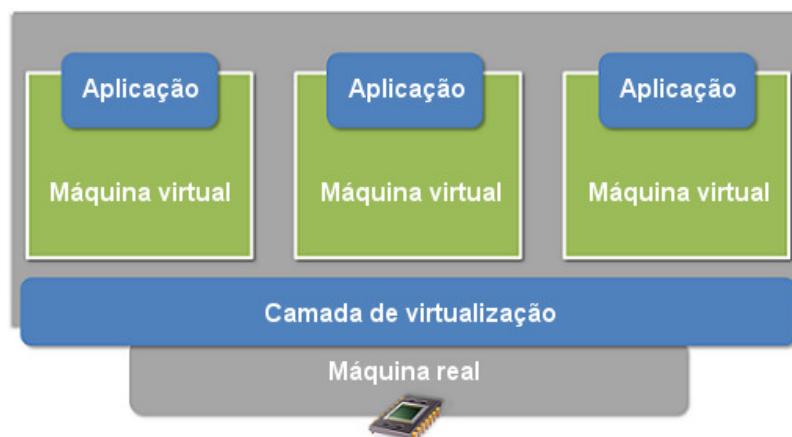 Aplicação
Aplicação
Aplicação
Máquina virtual
Máquina virtual
Máquina virtual
Camada de virtualização
Máquina real